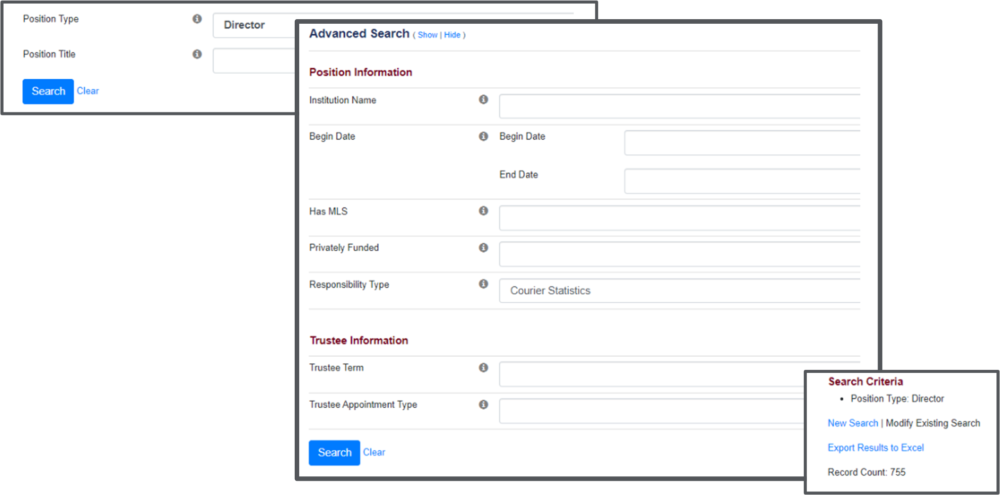 Position Type
Director
Position Title
Search Clear
Advanced Search ( Show | Hide )
Position Information
Institution Name
Begin Date Begin Date
End Date
Has MLS
Privately Funded
Responsibility Type Courier Statistics
Trustee Information
Trustee Term
Trustee Appointment Type
Search Clear
Search Criteria
• Position Type: Director
New Search | Modify Existing Search
Export Results to Excel
Record Count: 755